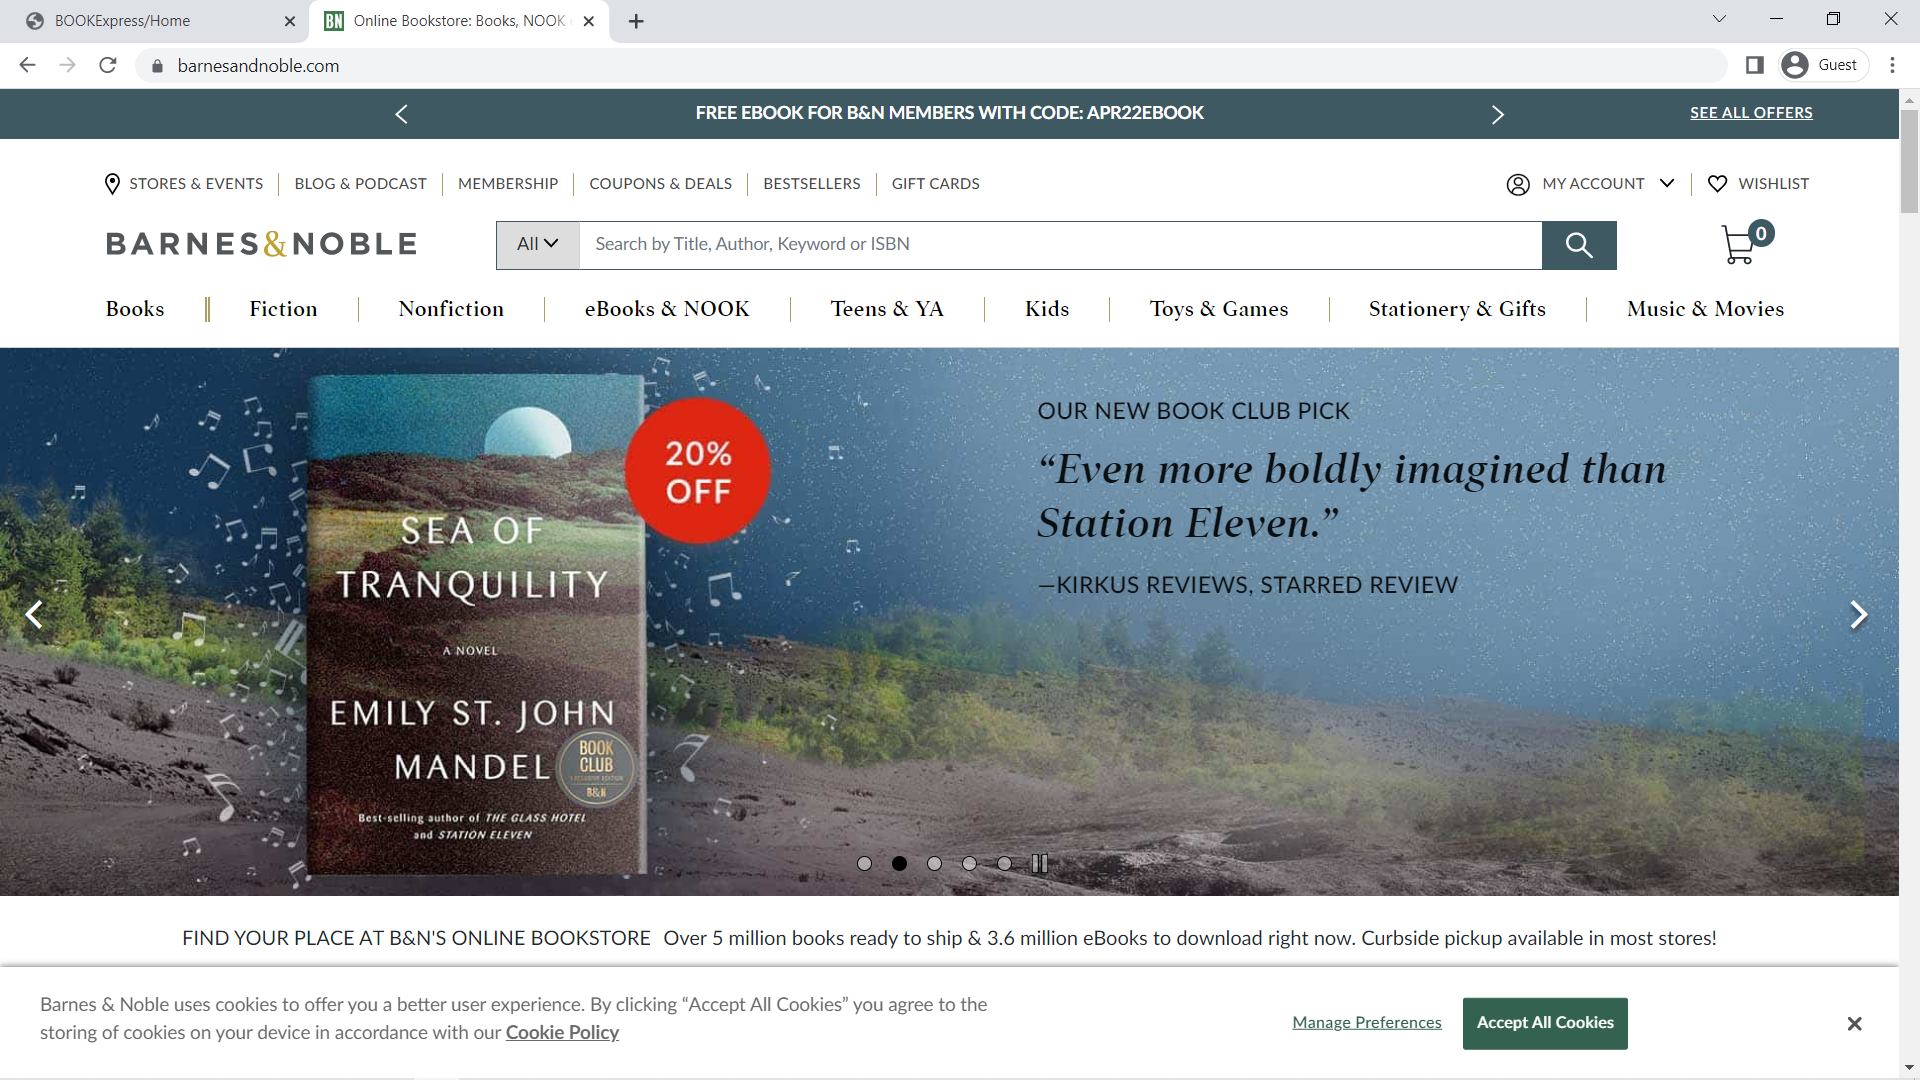 BOOKExpress/Home
Online Bookstore: Books, NOOK
barnesandnoble.com
Guest
FREE EBOOK FOR B&N MEMBERS WITH CODE: APR22EBOOK
SEE ALL OFFERS
STORES & EVENTS
BLOG & PODCAST
MEMBERSHIP
COUPONS & DEALS
BESTSELLERS
GIFT CARDS
MY ACCOUNT
WISHLIST
BARNES&NOBLE
All
Search by Title, Author, Keyword or ISBN
0
Books
Fiction
Nonfiction
eBooks & NOOK
Teens & YA
Kids
Toys & Games
Stationery & Gifts
Music & Movies
20%
OFF
SEA OF
TRANQUILITY
A NOVEL
EMILY ST. JOHN
MANDEL
BOOK
CLUB
B&N
Best-selling author of THE GLASS HOTEL
and STATION ELEVEN
OUR NEW BOOK CLUB PICK
“Even more boldly imagined than
Station Eleven.”
—KIRKUS REVIEWS, STARRED REVIEW
FIND YOUR PLACE AT B&N'S ONLINE BOOKSTORE Over 5 million books ready to ship & 3.6 million eBooks to download right now. Curbside pickup available in most stores!
Barnes & Noble uses cookies to offer you a better user experience. By clicking “Accept All Cookies” you agree to the
storing of cookies on your device in accordance with our Cookie Policy
Manage Preferences
Accept All Cookies